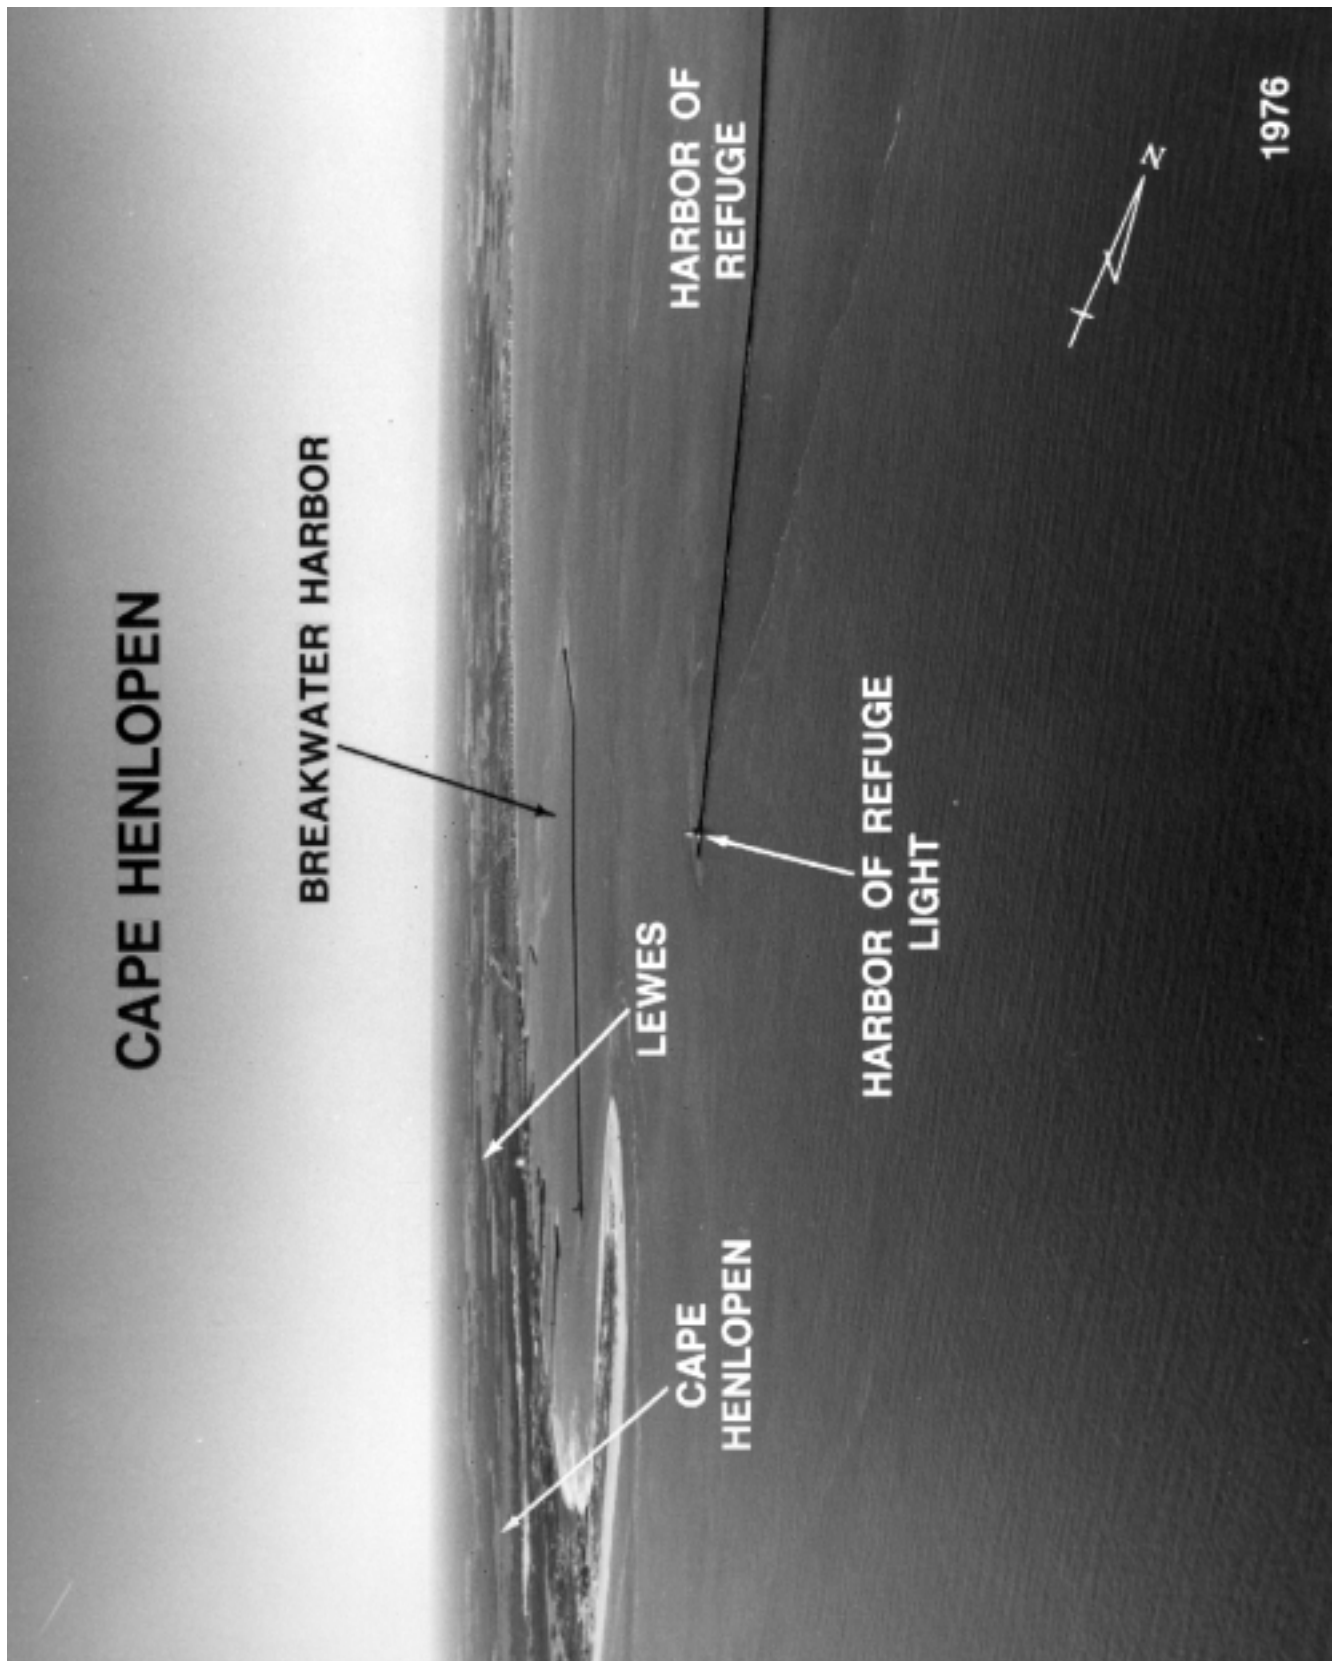 CAPE HENLOPEN
BREAKWATER HARBOR
LEWES
CAPE
HENLOPEN
HARBOR OF
REFUGE
HARBOR OF REFUGE
LIGHT
N
1976